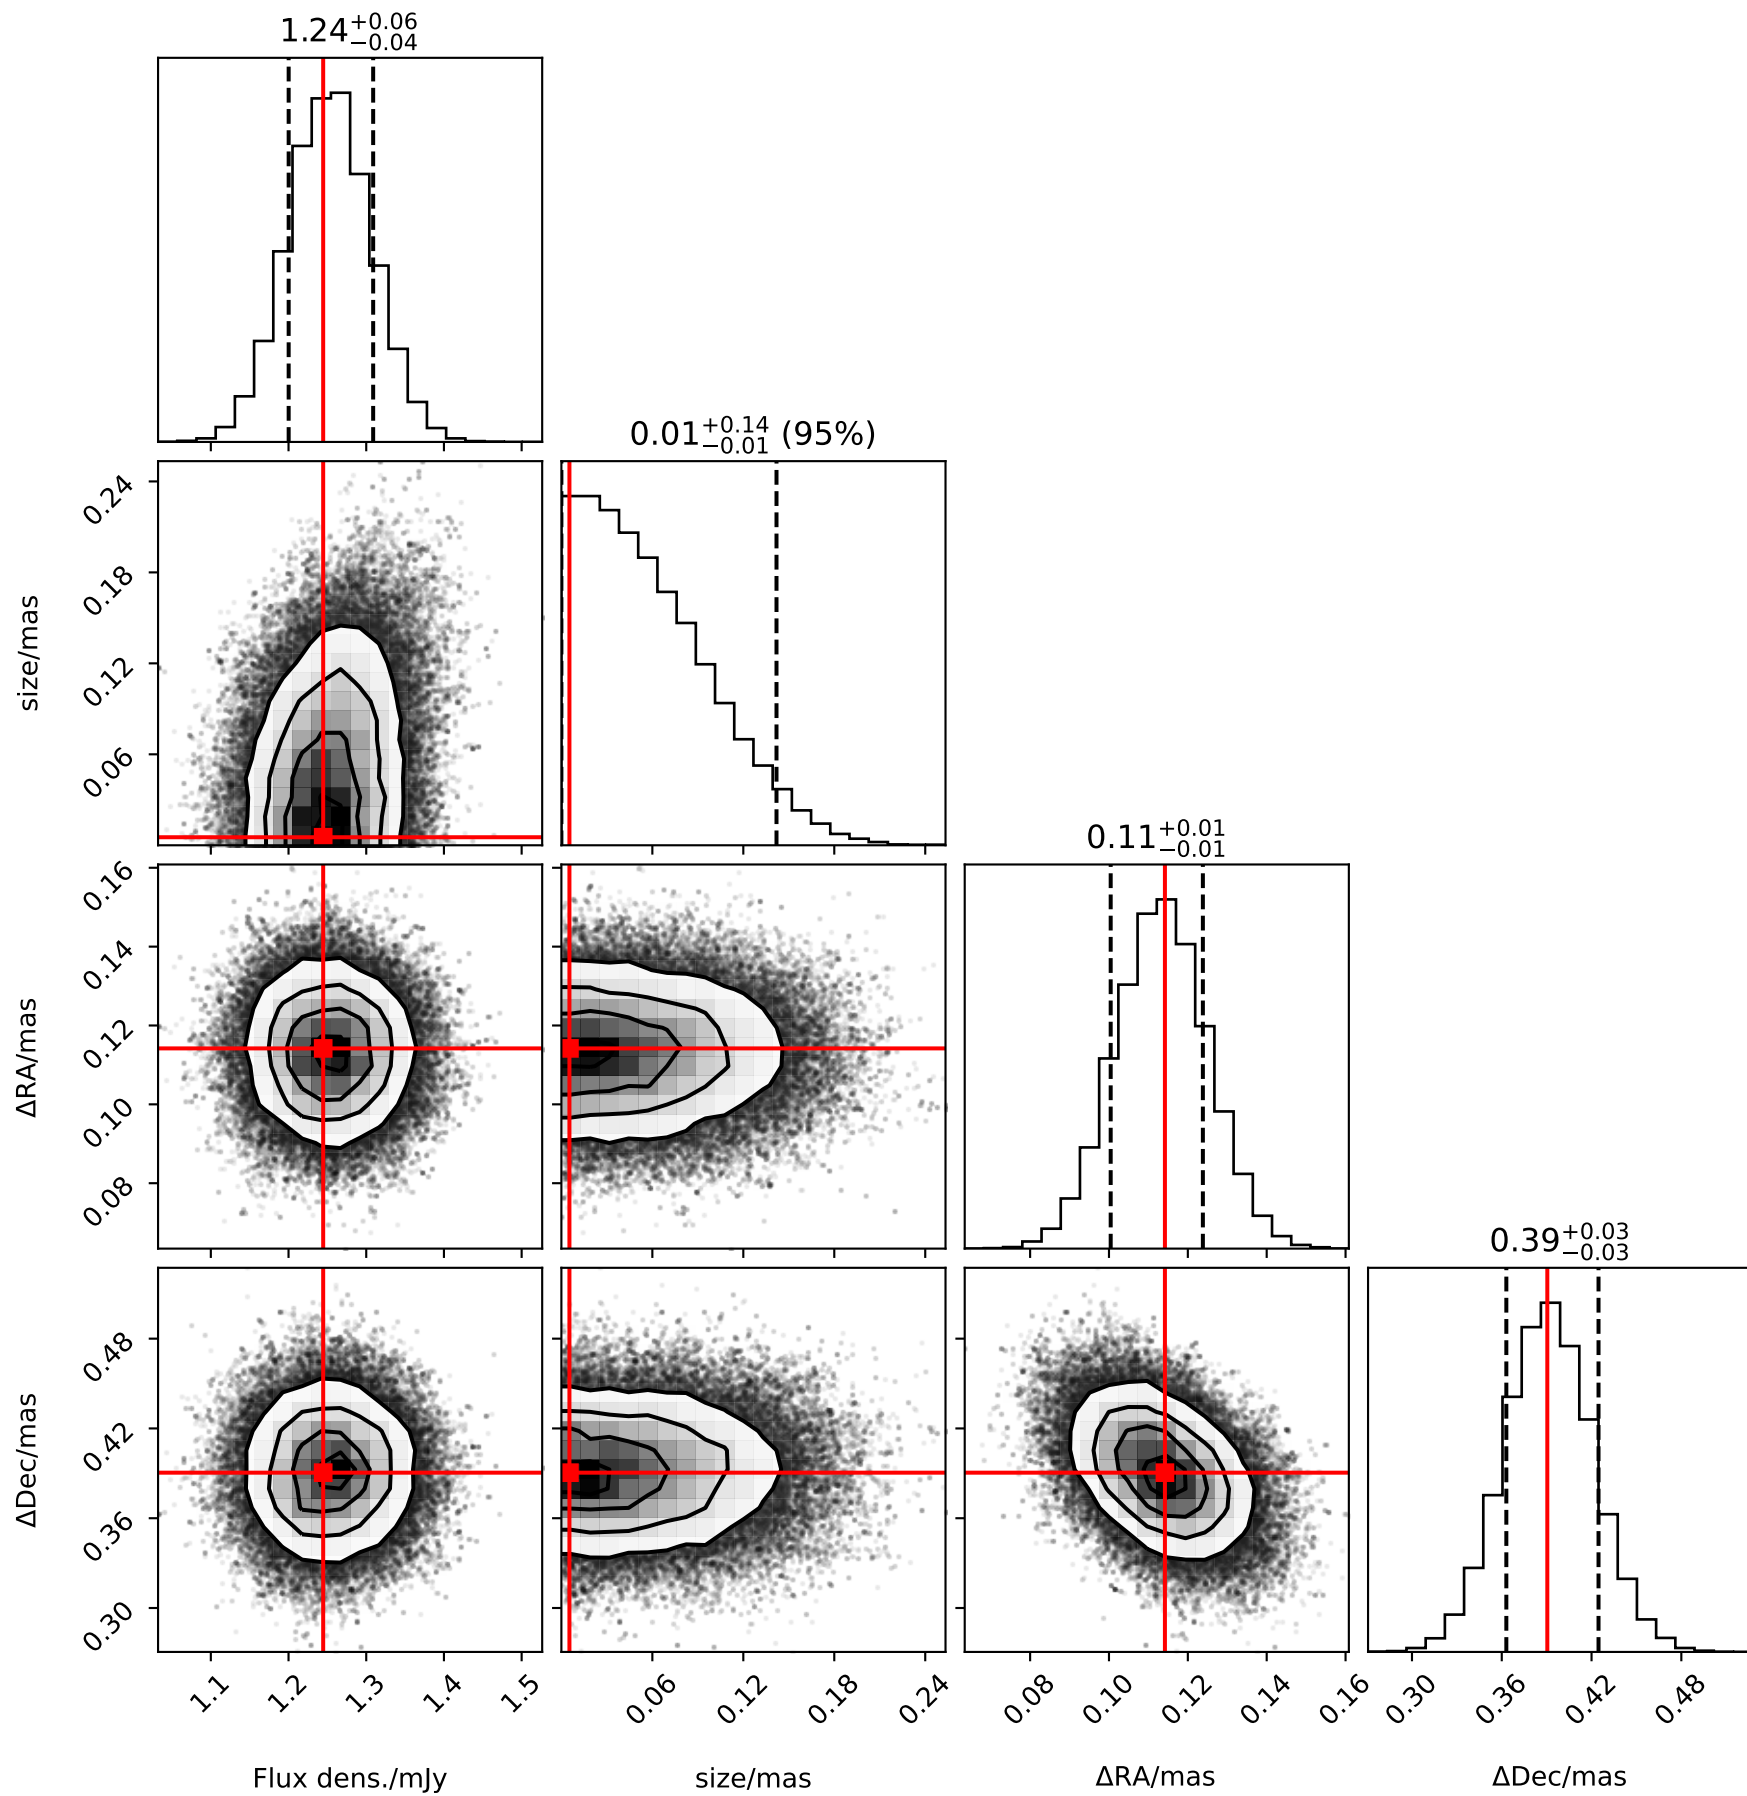 1.24+0.06−0.04
0.24
0.18
0.12
0.06
size/mas
0.01+0.14−0.01 (95%)
0.16
0.14
0.12
0.10
0.08
ΔRA/mas
0.11+0.01−0.01
0.48
0.42
0.36
0.30
ΔDec/mas
0.39+0.03−0.03
1.1 1.2 1.3 1.4 1.5
0.06 0.12 0.18 0.24
0.08 0.10 0.12 0.14 0.16
0.30 0.36 0.42 0.48
Flux dens./mJy
size/mas
ΔRA/mas
ΔDec/mas